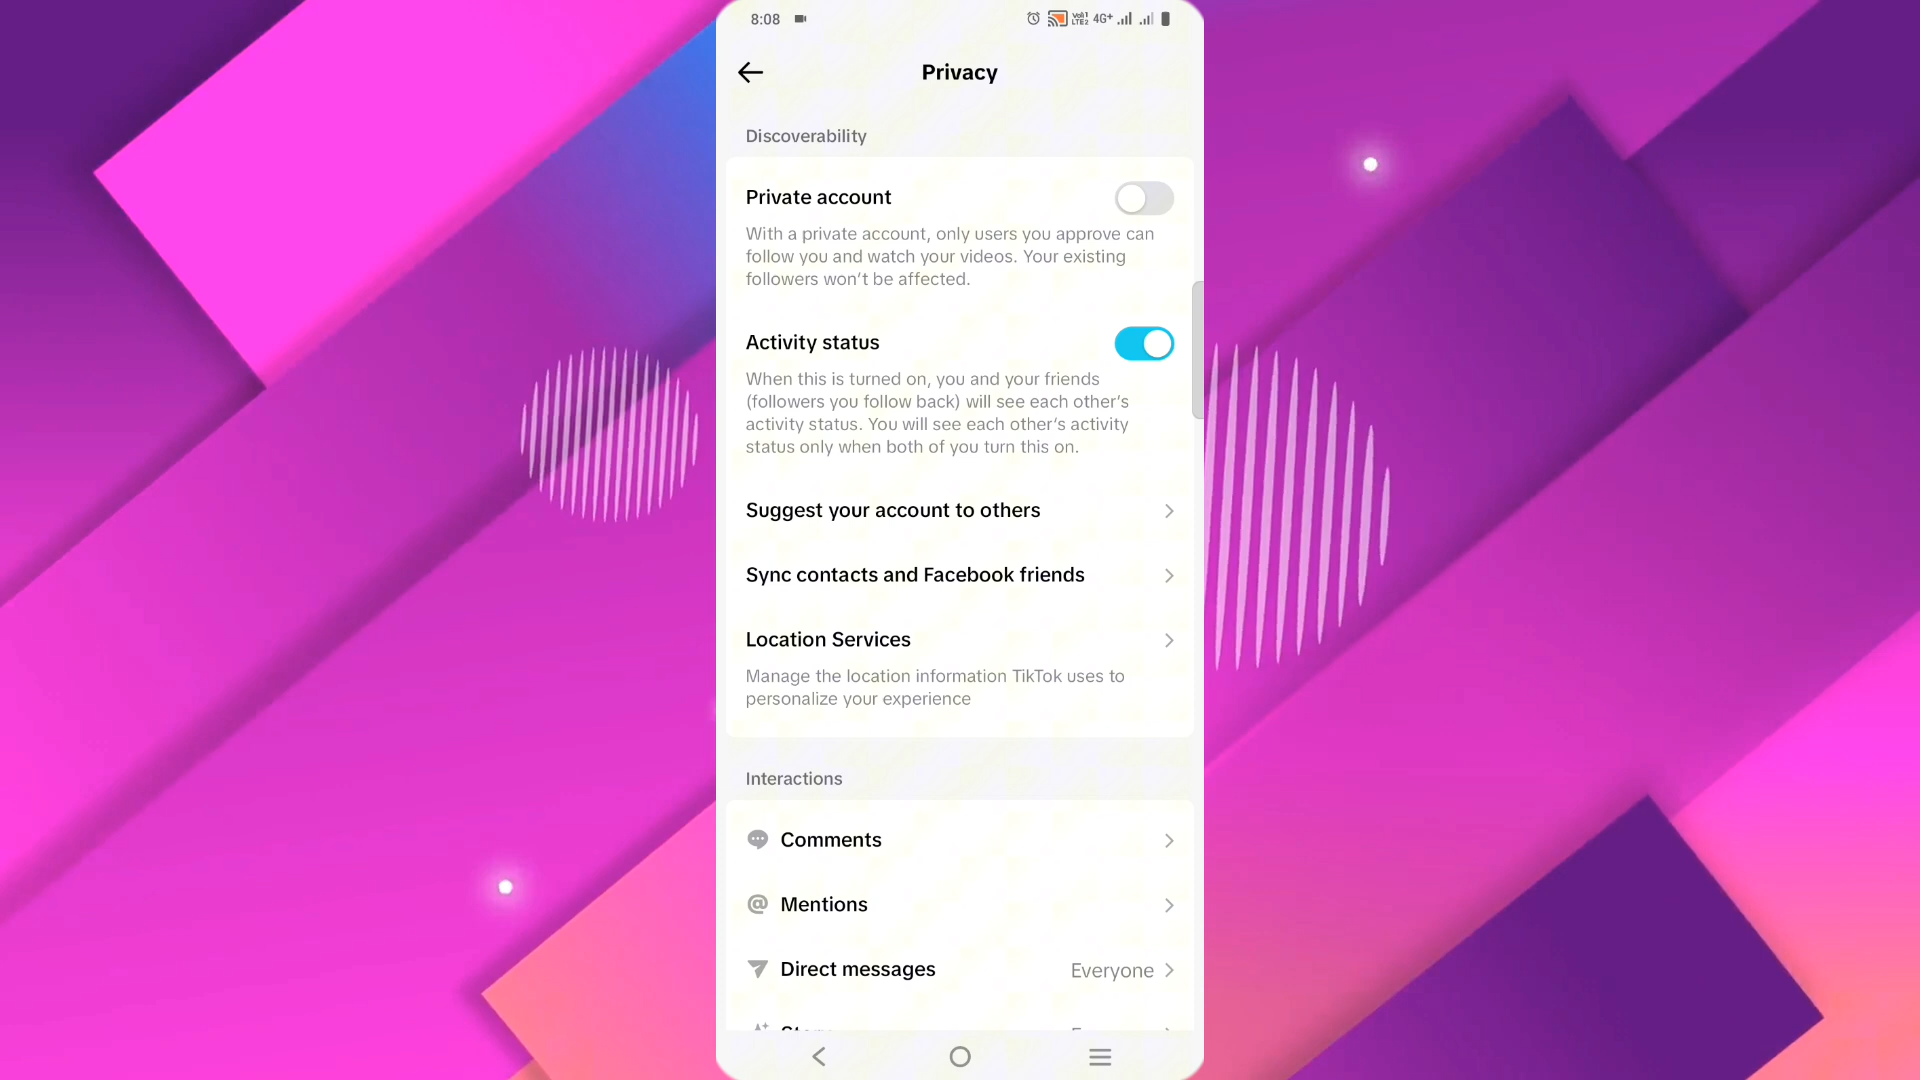 8:08
4G+
Privacy
Discoverability
Private account
With a private account, only users you approve can
follow you and watch your videos. Your existing
followers won't be affected.
Activity status
When this is turned on, you and your friends
(followers you follow back) will see each other's
activity status. You will see each other's activity
status only when both of you turn this on.
Suggest your account to others
Sync contacts and Facebook friends
Location Services
Manage the location information TikTok uses to
personalize your experience
Interactions
Comments
Mentions
Direct messages Everyone